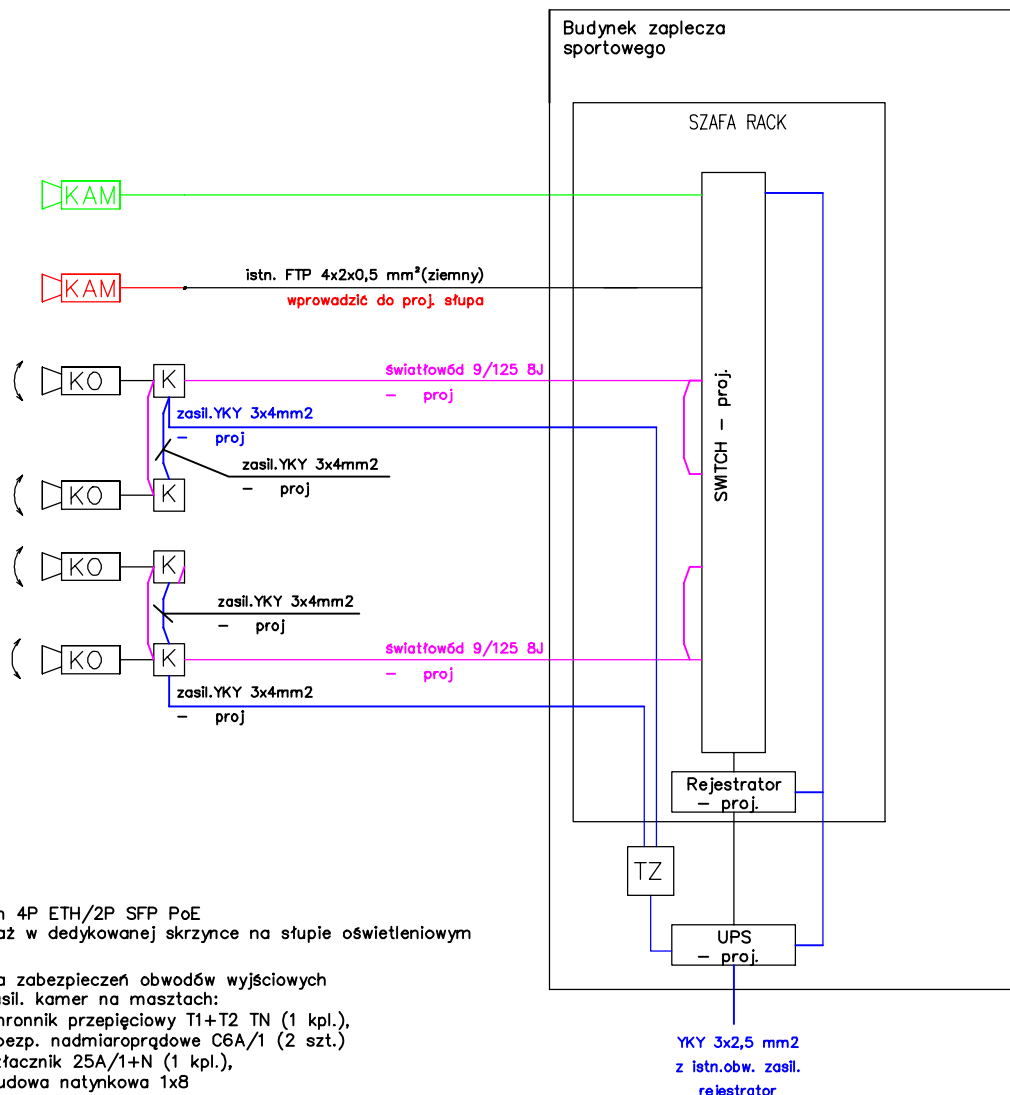 Budynek zaplecza
sportowego
SZAFA RACK
KAM
KAM
istn. FTP 4x2x0,5 mm²(ziemny)
wprowadzić do proj. słupa
KO
K
światłowód 9/125 8J
– proj
zasil.YKY 3x4mm2
– proj
zasil.YKY 3x4mm2
– proj
KO
K
SWITCH – proj.
KO
K
zasil.YKY 3x4mm2
– proj
KO
K
światłowód 9/125 8J
– proj
zasil.YKY 3x4mm2
– proj
Rejestrator
– proj.
TZ
UPS
– proj.
4P ETH/2P SFP PoE
w dedykowanej skrzynce na słupie oświetleniowym
zabezpieczeń obwodów wyjściowych
kamer na masztach:
przepięciowy T1+T2 TN (1 kpl.),
nadmiaroprądowe C6A/1 (2 szt.)
25A/1+N (1 kpl.),
natynkowa 1x8
YKY 3x2,5 mm2
z istn.obw. zasil.
rejestrator